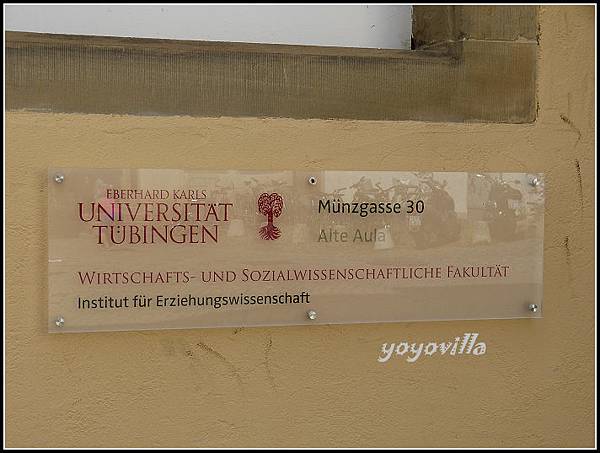 EBERHARD KARLS
UNIVERSITÄT
TÜBINGEN
Münzgasse 30
Alte Aula
WIRTSCHAFTS- UND SOZIALWISSENSCHAFTLICHE FAKULTÄT
Institut für Erziehungswissenschaft
yoyovilla